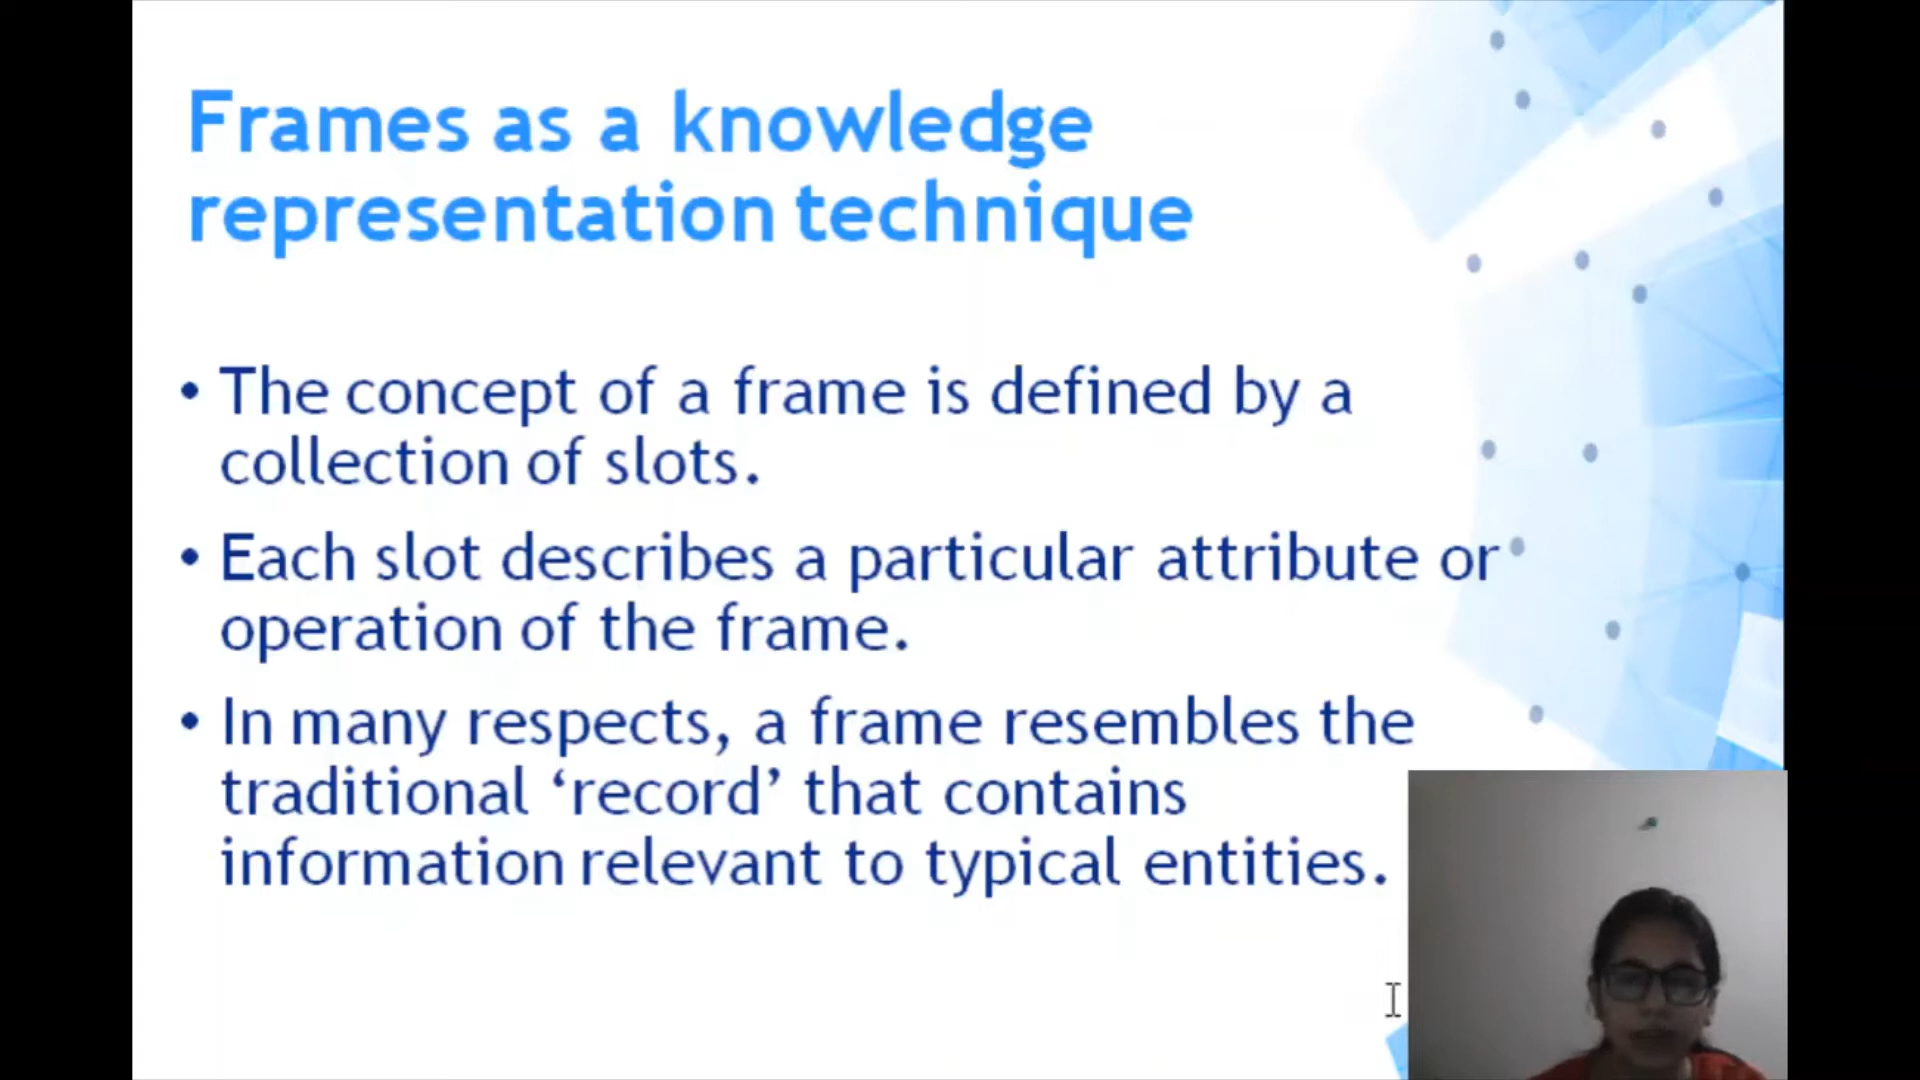 Frames as a knowledge
representation technique
• The concept of a frame is defined by a
collection of slots.
• Each slot describes a particular attribute or
operation of the frame.
• In many respects, a frame resembles the
traditional ‘record’ that contains
information relevant to typical entities.